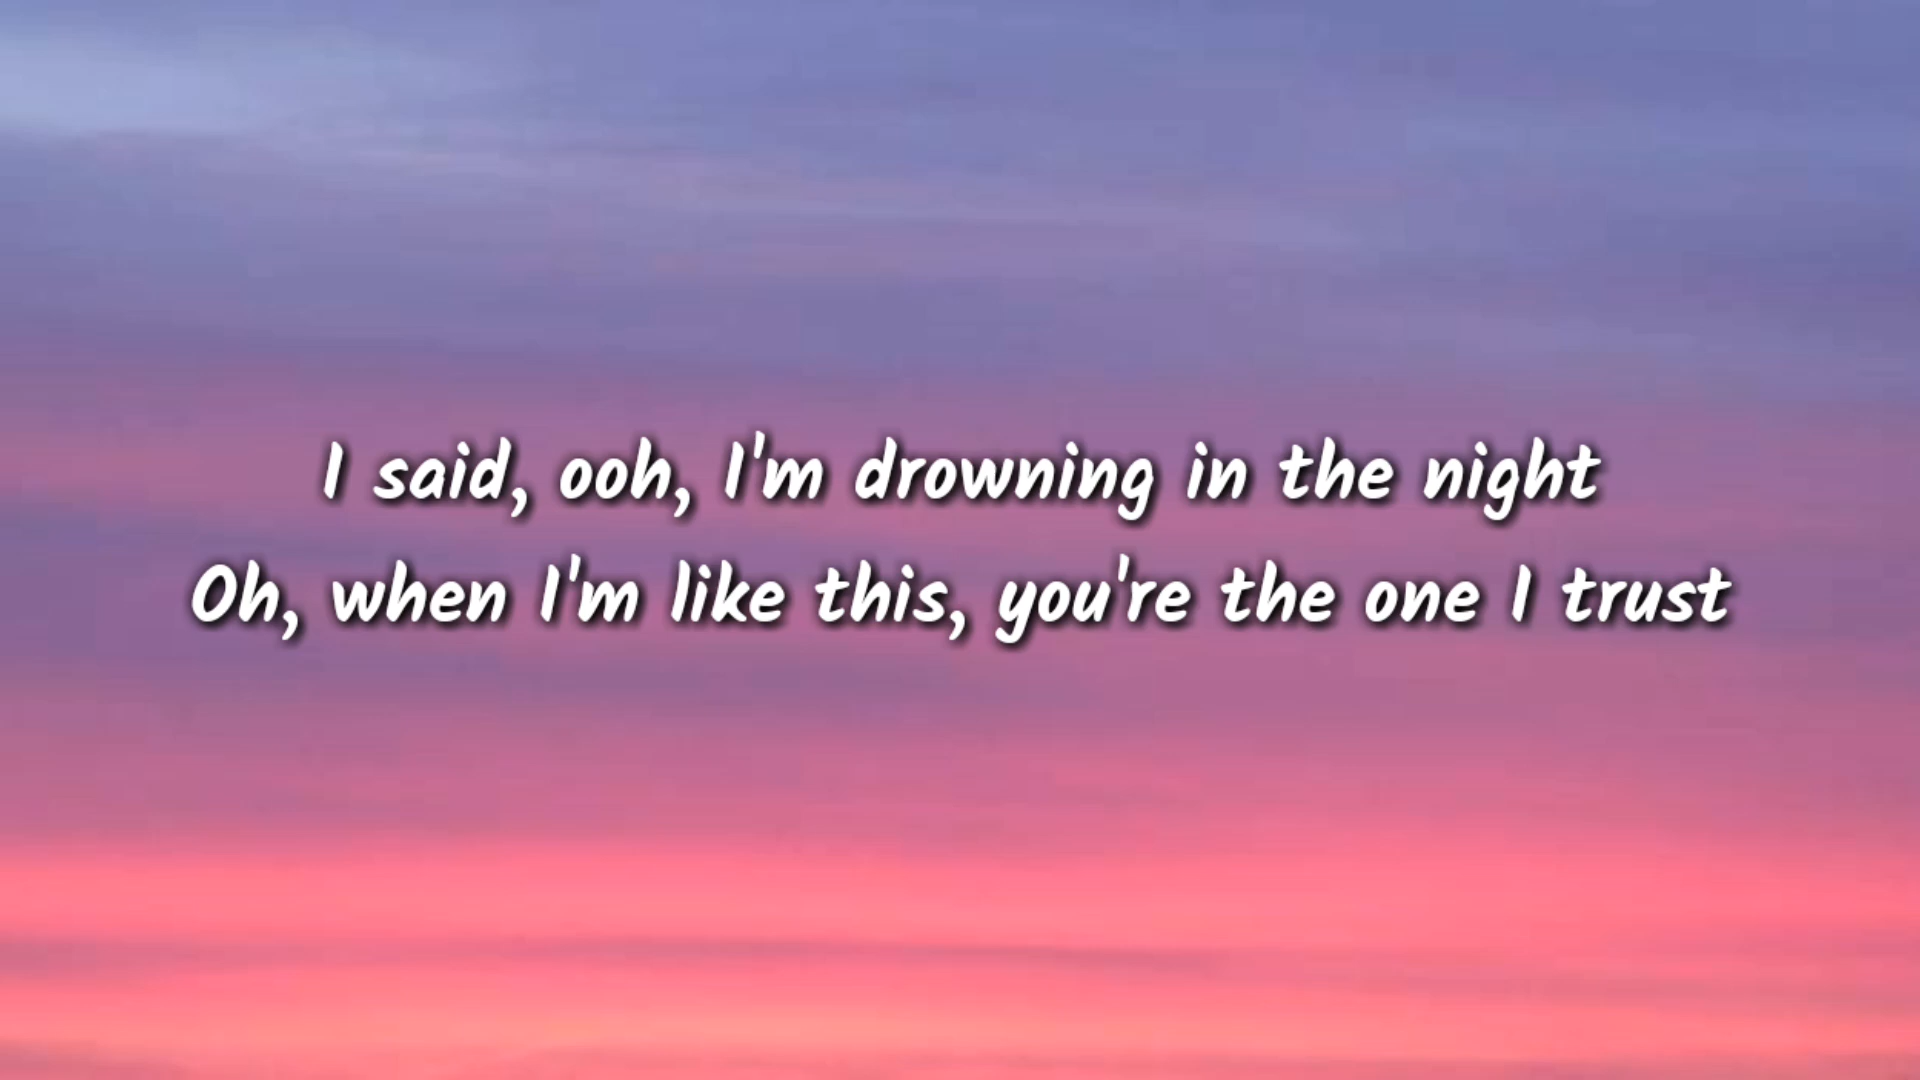 I said, ooh, I'm drowning in the night
Oh, when I'm like this, you're the one I trust